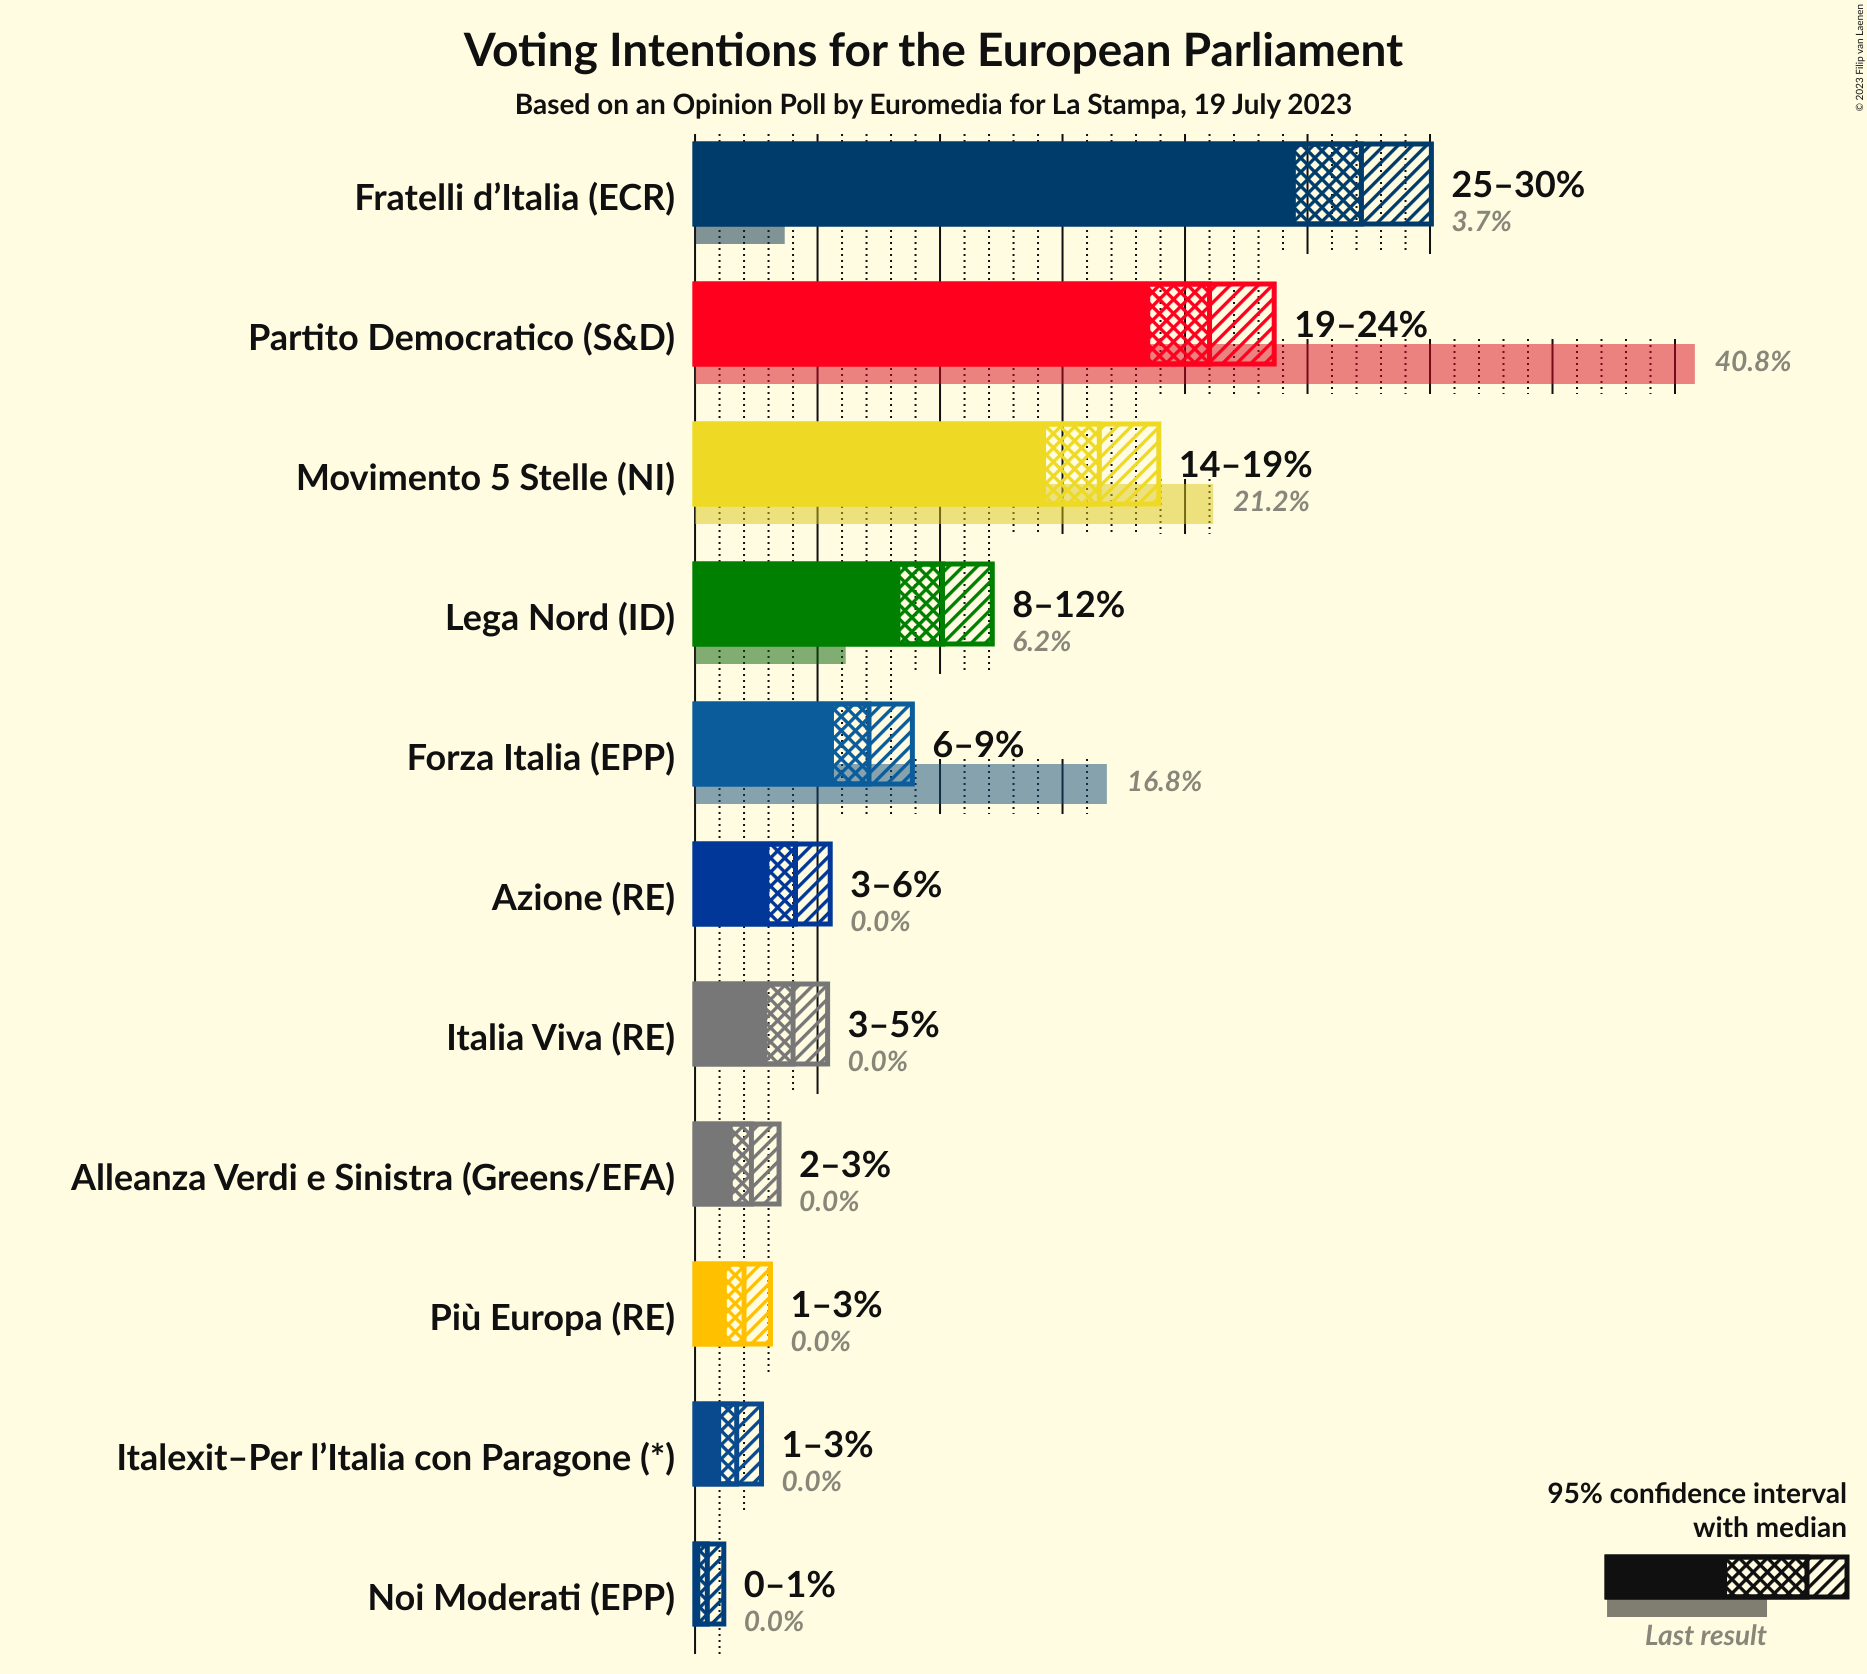 Voting Intentions for the European Parliament
Based on an Opinion Poll by Euromedia for La Stampa, 19 July 2023
© 2023 Filip van Laenen
Fratelli d’Italia (ECR)
25–30%
3.7%
Partito Democratico (S&D)
19–24%
40.8%
Movimento 5 Stelle (NI)
14–19%
21.2%
Lega Nord (ID)
8–12%
6.2%
Forza Italia (EPP)
6–9%
16.8%
Azione (RE)
3–6%
0.0%
Italia Viva (RE)
3–5%
0.0%
Alleanza Verdi e Sinistra (Greens/EFA)
2–3%
0.0%
Più Europa (RE)
1–3%
0.0%
Italexit–Per l’Italia con Paragone (*)
1–3%
0.0%
Noi Moderati (EPP)
0–1%
0.0%
95% confidence interval
with median
Last result